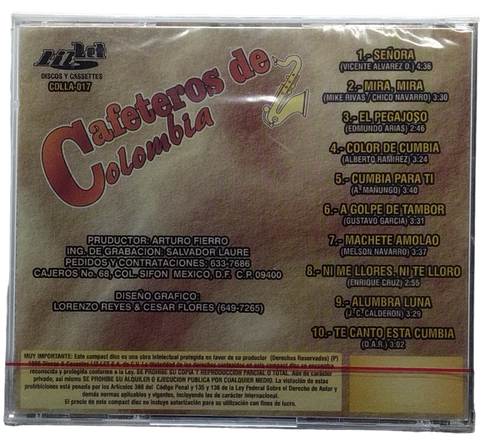 DISCOS Y CASSETTES
CDLLA-017
Cafeteros de
Colombia
1.- SEÑORA
(VICENTE ALVAREZ D.) 4:36
2.- MIRA, MIRA
(MIKE RIVAS / CHICO NAVARRO) 3:30
3.- EL PEGAJOSO
(EDMUNDO ARIAS) 2:46
4.- COLOR DE CUMBIA
(ALBERTO RAMIREZ) 3:24
5.- CUMBIA PARA TI
(A. MAÑUNGO) 3:40
6.- A GOLPE DE TAMBOR
(GUSTAVO GARCIA) 3:31
7.- MACHETE AMOLAO
(MELSON NAVARRO) 3:37
8.- NI ME LLORES, NI TE LLORO
(ENRIQUE CRUZ) 2:55
9.- ALUMBRA LUNA
(J. C. CALDERON) 3:29
10.- TE CANTO ESTA CUMBIA
(D.A.R.) 3:02
PRUDUCTOR: ARTURO FIERRO
ING. DE GRABACION: SALVADOR LAURE
PEDIDOS Y CONTRATACIONES: 633-7686
CAJEROS No. 68, COL. SIFON MEXICO, D.F. C.P. 09400
DISEÑO GRAFICO:
LORENZO REYES & CESAR FLORES (649-7265)
MUY IMPORTANTE: Este compact disc es una obra intelectual protegida en favor de su productor (Derechos Reservados) (P)
reconocida y protegida conforme a la Ley. SE PROHIBE SU COPIA Y REPRODUCCION PARCIAL O TOTAL. Aún de carácter
privado, así mismo SE PROHIBE SU ALQUILER O EJECUCION PUBLICA POR CUALQUIER MEDIO. La violación de estas
prohibiciones está penada por los Artículos 386 del Código Penal y 135 y 136 de la Ley Federal Sobre el Derecho de Autor y
demás normas aplicables y vigentes, incluyendo las de carácter internacional.
El precio de este compact disc no incluye autorización para su utilización con fines de lucro.